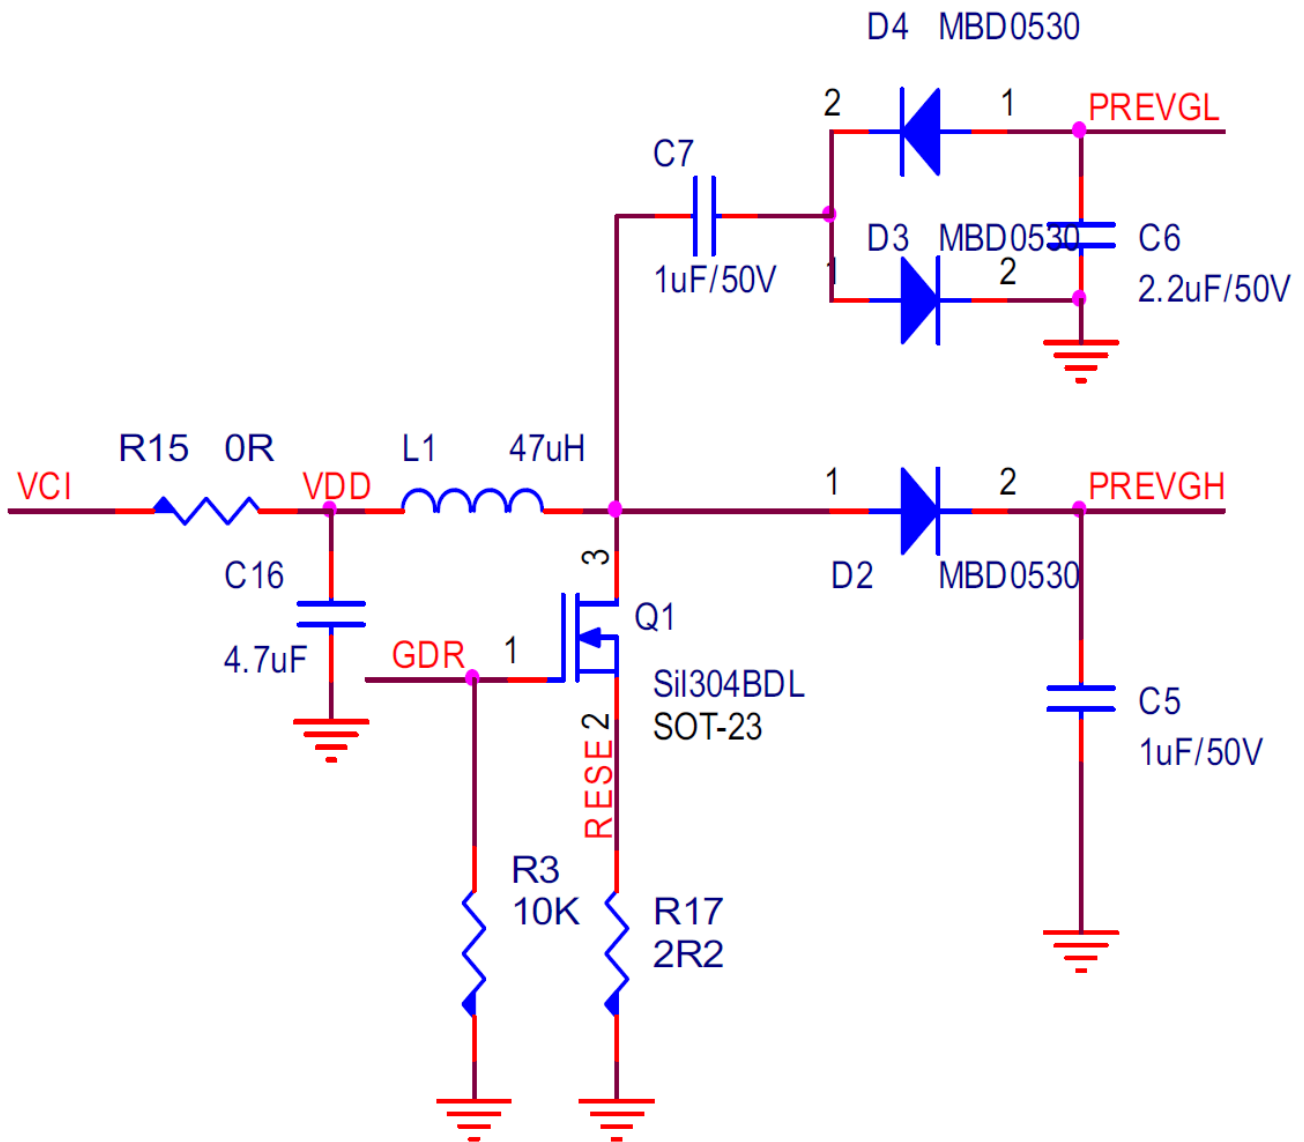 D4 MBD0530
2 1 PREVGL
C7
1uF/50V
D3 MBD0530
1 2
C6
2.2uF/50V
R15 0R
L1 47uH
VCI
VDD
1 2 PREVGH
D2 MBD0530
C16
4.7uF
3
Q1
GDR 1
SiI304BDL
SOT-23
2
RESE
C5
1uF/50V
R3
10K
R17
2R2